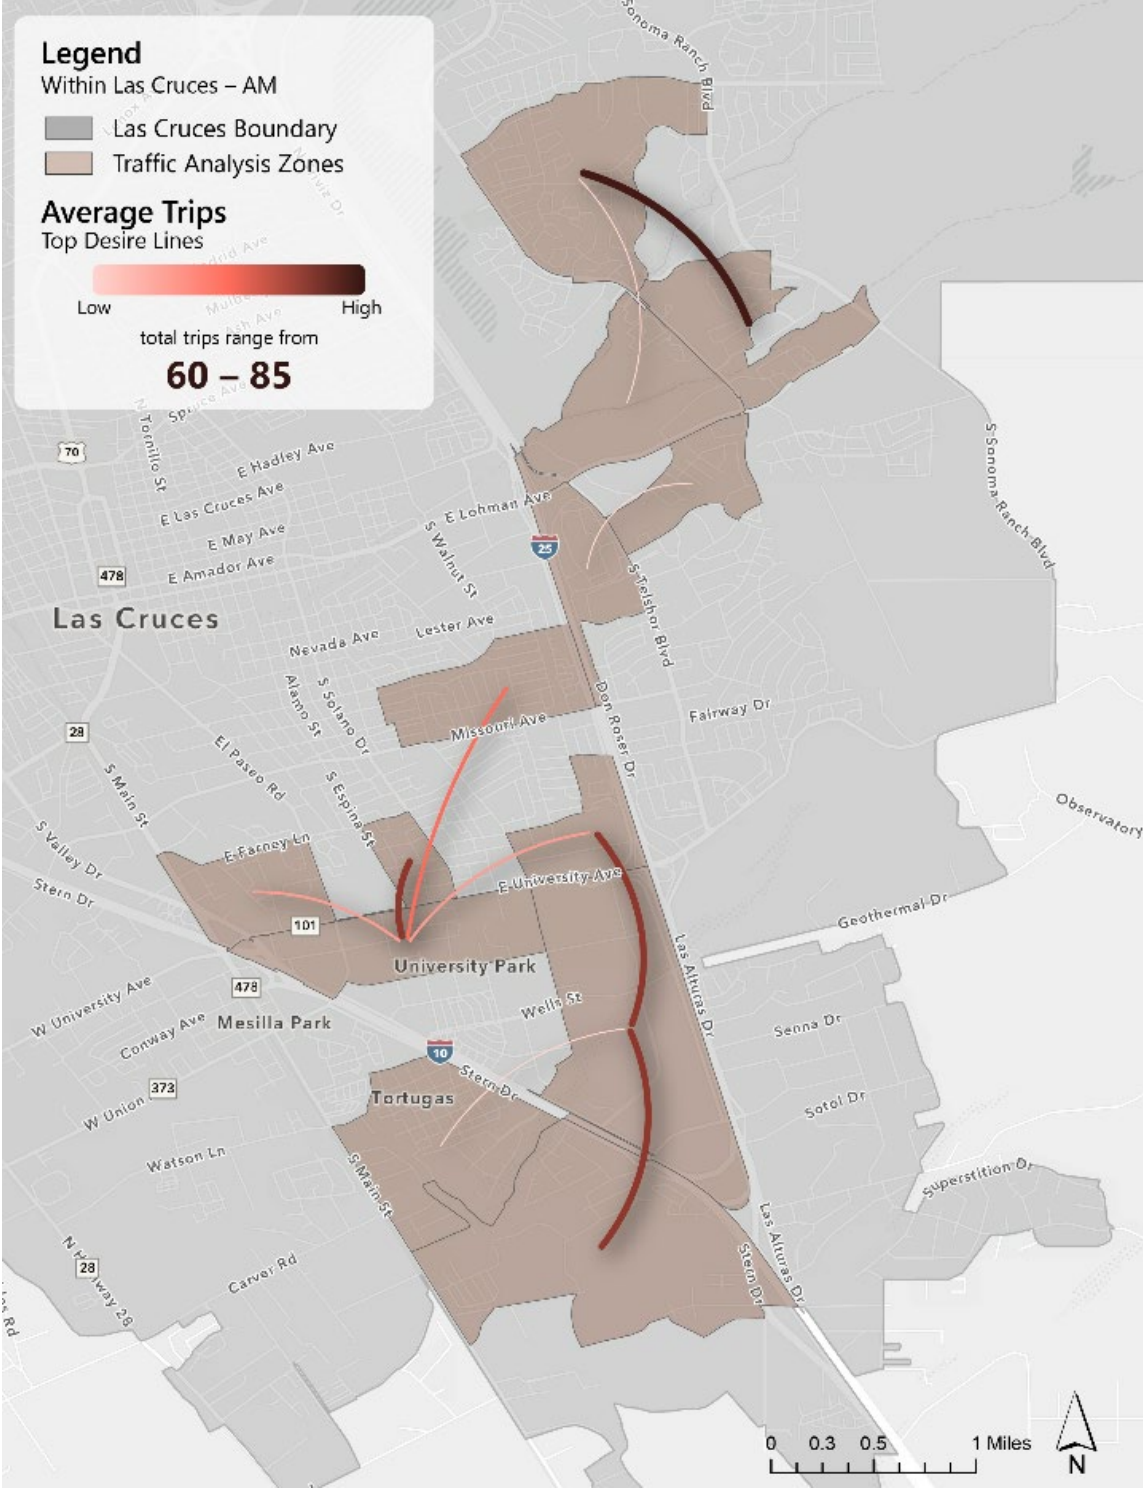 Legend
Within Las Cruces – AM
Las Cruces Boundary
Traffic Analysis Zones
Average Trips
Top Desire Lines
Low High
total trips range from
60 – 85
Sonoma Ranch Blvd
Spruce Ave
N Tornillo St
70
E Hadley Ave
E Las Cruces Ave
E May Ave
E Amador Ave
478
E Lohman Ave
S Walnut St
25
S Telshor Blvd
S Sonoma Ranch Blvd
Las Cruces
Nevada Ave
Lester Ave
Alamo St
S Solano Dr
Missouri Ave
Don Roser Dr
Fairway Dr
28
El Paseo Rd
S Main St
S Espina St
S Valley Dr
Stern Dr
E Farney Ln
E University Ave
Observatory
Geothermal Dr
101
University Park
Las Alturas Dr
478
W University Ave
Conway Ave
Mesilla Park
Wells St
Senna Dr
10
Stern Dr
373
W Union
Tortugas
Sotol Dr
Watson Ln
S Main St
Superstition Dr
Las Alturas Dr
Stern Dr
28
Carver Rd
0 0.3 0.5 1 Miles
N